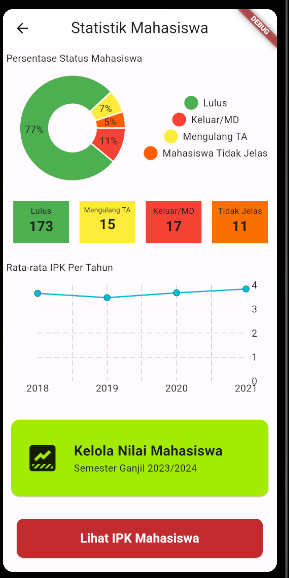 Statistik Mahasiswa
DEBUG
Persentase Status Mahasiswa
77%
7%
5%
11%
Lulus
Keluar/MD
Mengulang TA
Mahasiswa Tidak Jelas
Lulus
173
Mengulang TA
15
Keluar/MD
17
Tidak Jelas
11
Rata-rata IPK Per Tahun
4
3
2
1
0
2018 2019 2020 2021
Kelola Nilai Mahasiswa
Semester Ganjil 2023/2024
Lihat IPK Mahasiswa